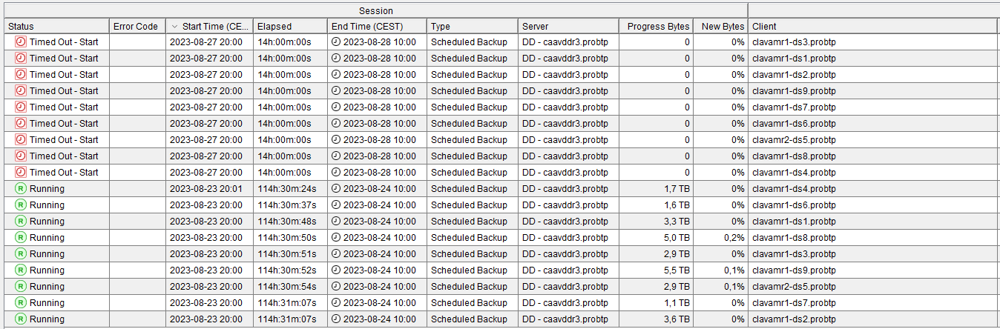 Session
Status Error Code Start Time (CE... Elapsed End Time (CEST) Type Server Progress Bytes New Bytes Client
Timed Out - Start 2023-08-27 20:00 14h:00m:00s 2023-08-28 10:00 Scheduled Backup DD - caavddr3.probtp 0 0% clavamr1-ds3.probtp
Timed Out - Start 2023-08-27 20:00 14h:00m:00s 2023-08-28 10:00 Scheduled Backup DD - caavddr3.probtp 0 0% clavamr1-ds1.probtp
Timed Out - Start 2023-08-27 20:00 14h:00m:00s 2023-08-28 10:00 Scheduled Backup DD - caavddr3.probtp 0 0% clavamr1-ds2.probtp
Timed Out - Start 2023-08-27 20:00 14h:00m:00s 2023-08-28 10:00 Scheduled Backup DD - caavddr3.probtp 0 0% clavamr1-ds9.probtp
Timed Out - Start 2023-08-27 20:00 14h:00m:00s 2023-08-28 10:00 Scheduled Backup DD - caavddr3.probtp 0 0% clavamr1-ds7.probtp
Timed Out - Start 2023-08-27 20:00 14h:00m:00s 2023-08-28 10:00 Scheduled Backup DD - caavddr3.probtp 0 0% clavamr1-ds6.probtp
Timed Out - Start 2023-08-27 20:00 14h:00m:00s 2023-08-28 10:00 Scheduled Backup DD - caavddr3.probtp 0 0% clavamr2-ds5.probtp
Timed Out - Start 2023-08-27 20:00 14h:00m:00s 2023-08-28 10:00 Scheduled Backup DD - caavddr3.probtp 0 0% clavamr1-ds8.probtp
Timed Out - Start 2023-08-27 20:00 14h:00m:00s 2023-08-28 10:00 Scheduled Backup DD - caavddr3.probtp 0 0% clavamr1-ds4.probtp
R Running 2023-08-23 20:01 114h:30m:24s 2023-08-24 10:00 Scheduled Backup DD - caavddr3.probtp 1,7 TB 0% clavamr1-ds4.probtp
R Running 2023-08-23 20:00 114h:30m:37s 2023-08-24 10:00 Scheduled Backup DD - caavddr3.probtp 1,6 TB 0% clavamr1-ds6.probtp
R Running 2023-08-23 20:00 114h:30m:48s 2023-08-24 10:00 Scheduled Backup DD - caavddr3.probtp 3,3 TB 0% clavamr1-ds1.probtp
R Running 2023-08-23 20:00 114h:30m:50s 2023-08-24 10:00 Scheduled Backup DD - caavddr3.probtp 5,0 TB 0,2% clavamr1-ds8.probtp
R Running 2023-08-23 20:00 114h:30m:51s 2023-08-24 10:00 Scheduled Backup DD - caavddr3.probtp 2,9 TB 0% clavamr1-ds3.probtp
R Running 2023-08-23 20:00 114h:30m:52s 2023-08-24 10:00 Scheduled Backup DD - caavddr3.probtp 5,5 TB 0,1% clavamr1-ds9.probtp
R Running 2023-08-23 20:00 114h:30m:54s 2023-08-24 10:00 Scheduled Backup DD - caavddr3.probtp 2,9 TB 0,1% clavamr2-ds5.probtp
R Running 2023-08-23 20:00 114h:31m:07s 2023-08-24 10:00 Scheduled Backup DD - caavddr3.probtp 1,1 TB 0% clavamr1-ds7.probtp
R Running 2023-08-23 20:00 114h:31m:07s 2023-08-24 10:00 Scheduled Backup DD - caavddr3.probtp 3,6 TB 0% clavamr1-ds2.probtp